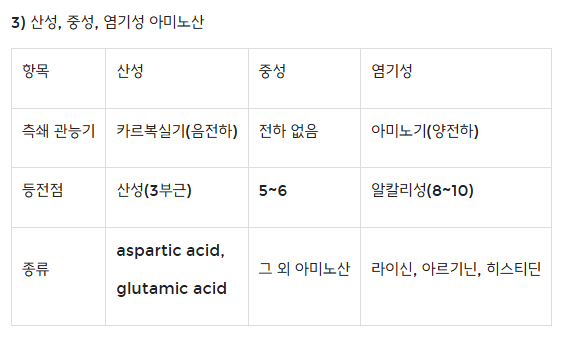 3) 산성, 중성, 염기성 아미노산
항목 산성 중성 염기성
측쇄 관능기 카르복실기(음전하) 전하 없음 아미노기(양전하)
등전점 산성(3부근) 5~6 알칼리성(8~10)
종류 aspartic acid, glutamic acid 그 외 아미노산 라이신, 아르기닌, 히스티딘